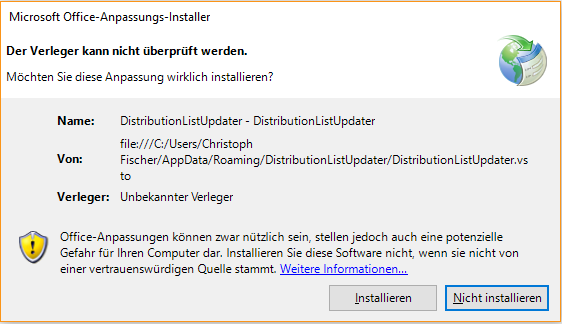 Microsoft Office-Anpassungs-Installer
Der Verleger kann nicht überprüft werden.
Möchten Sie diese Anpassung wirklich installieren?
Name: DistributionListUpdater - DistributionListUpdater
file:///C:/Users/Christoph
Von: Fischer/AppData/Roaming/DistributionListUpdater/DistributionListUpdater.vs
to
Verleger: Unbekannter Verleger
Office-Anpassungen können zwar nützlich sein, stellen jedoch auch eine potenzielle
Gefahr für Ihren Computer dar. Installieren Sie diese Software nicht, wenn sie nicht von
einer vertrauenswürdigen Quelle stammt. Weitere Informationen...
Installieren Nicht installieren